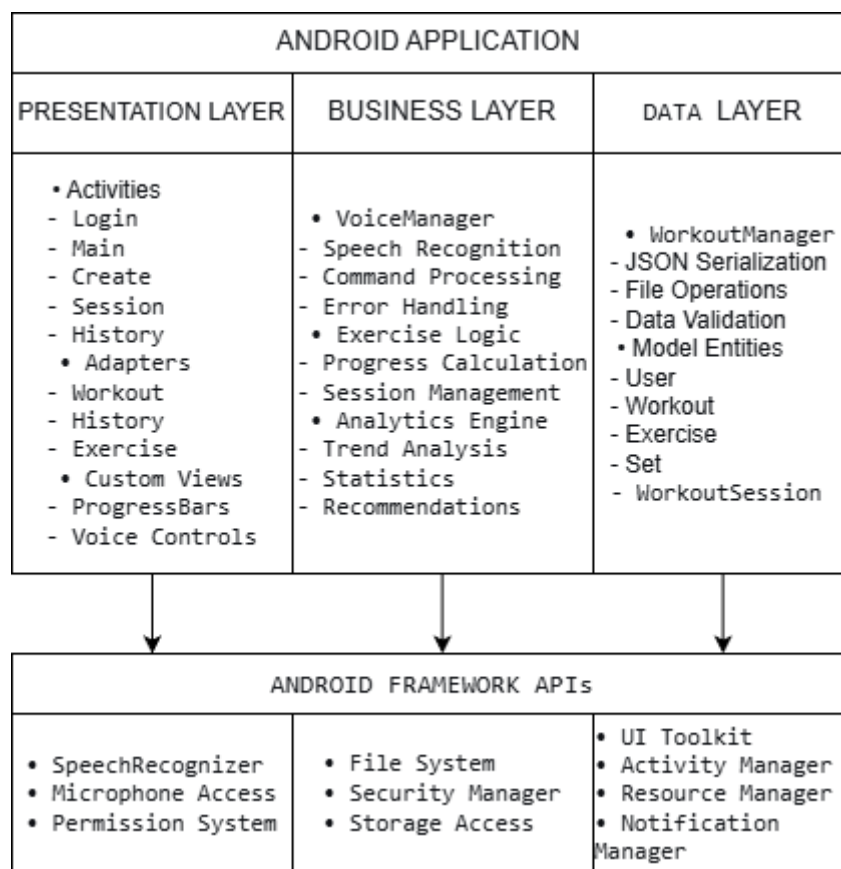 ANDROID APPLICATION
PRESENTATION LAYER
BUSINESS LAYER
DATA LAYER
• Activities
- Login
- Main
- Create
- Session
- History
• Adapters
- Workout
- History
- Exercise
• Custom Views
- ProgressBars
- Voice Controls
• VoiceManager
- Speech Recognition
- Command Processing
- Error Handling
• Exercise Logic
- Progress Calculation
- Session Management
• Analytics Engine
- Trend Analysis
- Statistics
- Recommendations
• WorkoutManager
- JSON Serialization
- File Operations
- Data Validation
• Model Entities
- User
- Workout
- Exercise
- Set
- WorkoutSession
ANDROID FRAMEWORK APIs
• SpeechRecognizer
• Microphone Access
• Permission System
• File System
• Security Manager
• Storage Access
• UI Toolkit
• Activity Manager
• Resource Manager
• Notification
Manager